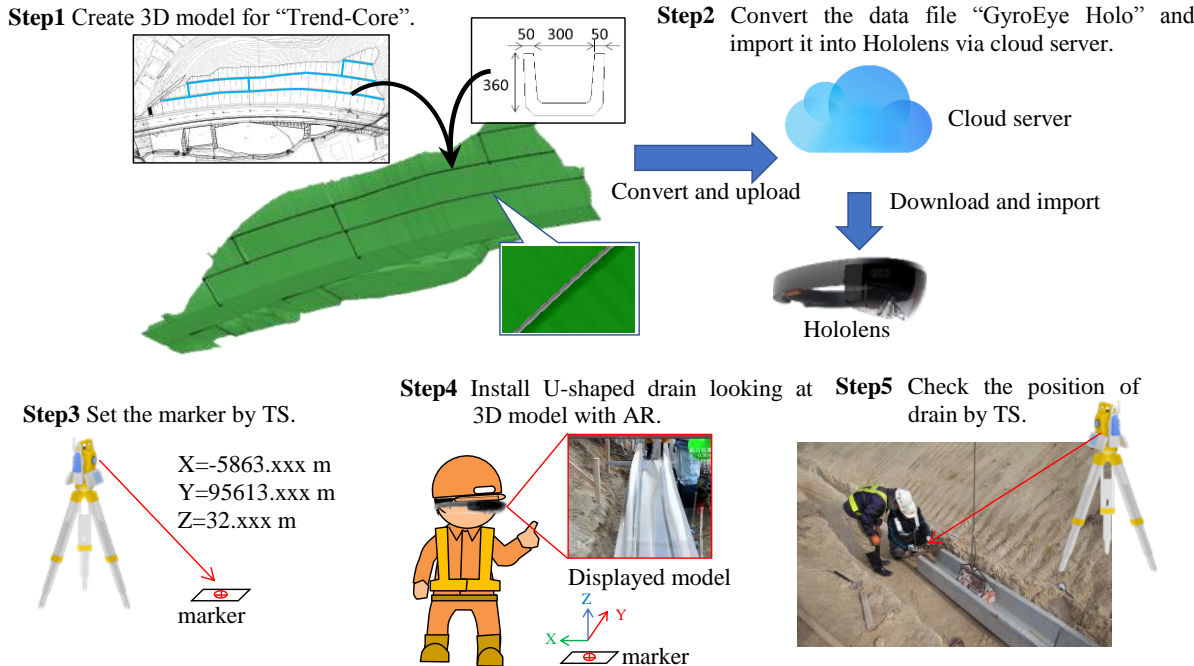 Step1 Create 3D model for “Trend-Core”.
50 300 50
360
Step2 Convert the data file “GyroEye Holo” and
import it into Hololens via cloud server.
Cloud server
Convert and upload
Download and import
Hololens
Step3 Set the marker by TS.
X=-5863.xxx m
Y=95613.xxx m
Z=32.xxx m
marker
Step4 Install U-shaped drain looking at
3D model with AR.
Displayed model
Z
Y
X
marker
Step5 Check the position of
drain by TS.